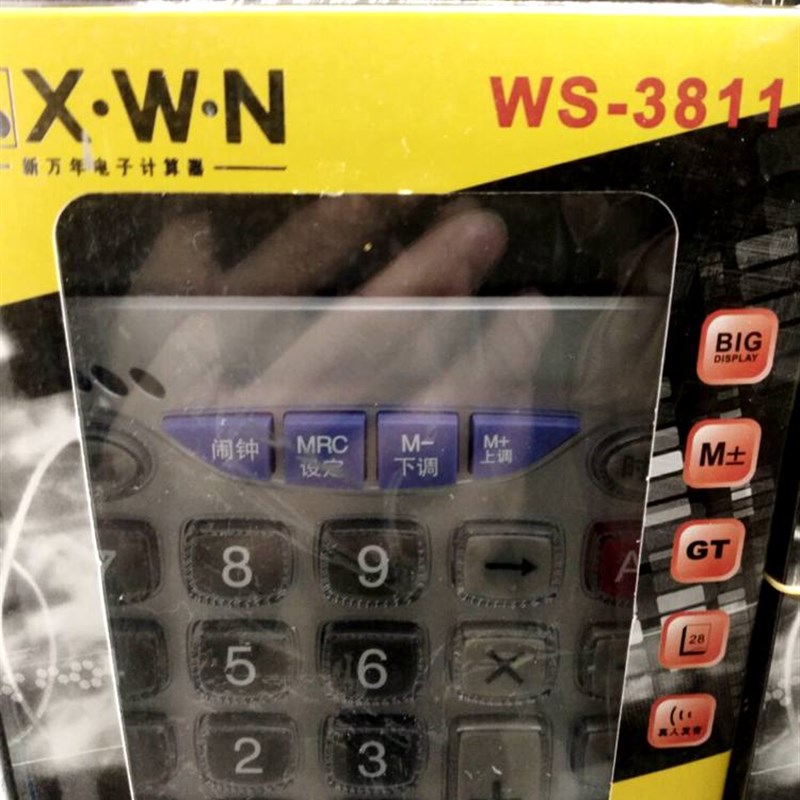 X·W·N
WS-3811
新万年电子计算器
BIG
DISPLAY
闹钟
MRC
设定
M-
下调
M+
上调
M±
7
8
9
→
A
GT
5
6
×
28
2
3
真人发音